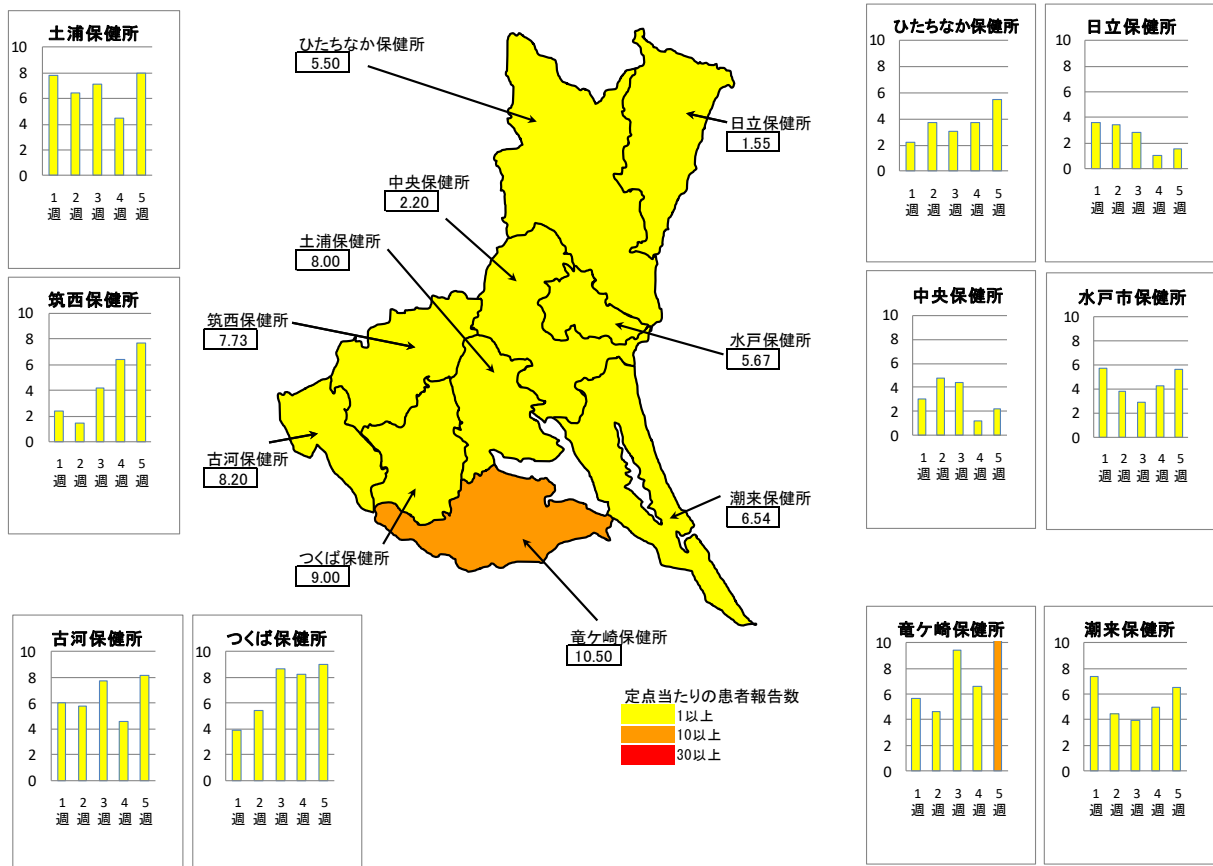 土浦保健所
10
8
6
4
2
0
1週 2週 3週 4週 5週
筑西保健所
10
8
6
4
2
0
1週 2週 3週 4週 5週
ひたちなか保健所
5.50
日立保健所
1.55
中央保健所
2.20
土浦保健所
8.00
筑西保健所
7.73
水戸保健所
5.67
古河保健所
8.20
潮来保健所
6.54
つくば保健所
9.00
竜ケ崎保健所
10.50
定点当たりの患者報告数
1以上
10以上
30以上
ひたちなか保健所
10
8
6
4
2
0
1週 2週 3週 4週 5週
日立保健所
10
8
6
4
2
0
1週 2週 3週 4週 5週
中央保健所
10
8
6
4
2
0
1週 2週 3週 4週 5週
水戸市保健所
10
8
6
4
2
0
1週 2週 3週 4週 5週
古河保健所
10
8
6
4
2
0
1週 2週 3週 4週 5週
つくば保健所
10
8
6
4
2
0
1週 2週 3週 4週 5週
竜ケ崎保健所
10
8
6
4
2
0
1週 2週 3週 4週 5週
潮来保健所
10
8
6
4
2
0
1週 2週 3週 4週 5週